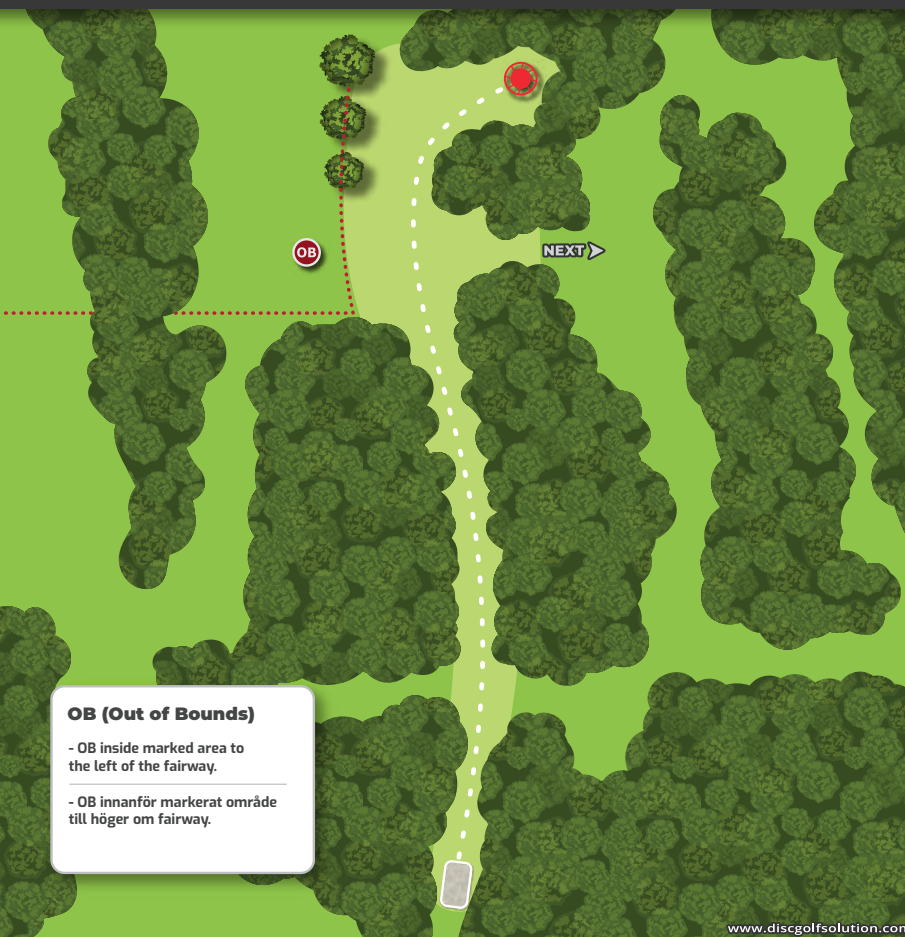 OB
NEXT
OB (Out of Bounds)
- OB inside marked area to
the left of the fairway.
- OB innanför markerat område
till höger om fairway.
www.discgolfsolution.com